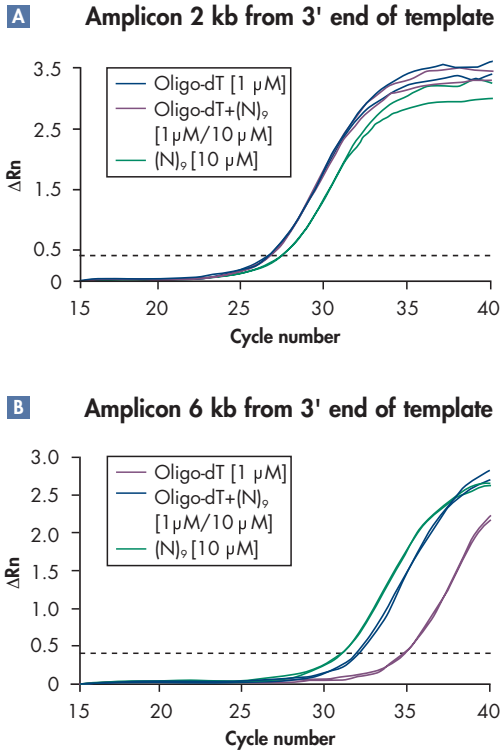 A Amplicon 2 kb from 3' end of template
3.5
2.5
1.5
0.5
0
ΔRn
Oligo-dT [1 µM]
Oligo-dT+(N)₉
[1µM/10 µM]
(N)₉ [10 µM]
15 20 25 30 35 40
Cycle number
B Amplicon 6 kb from 3' end of template
3.0
2.5
2.0
1.5
1.0
0.5
0
ΔRn
Oligo-dT [1 µM]
Oligo-dT+(N)₉
[1µM/10 µM]
(N)₉ [10 µM]
15 20 25 30 35 40
Cycle number